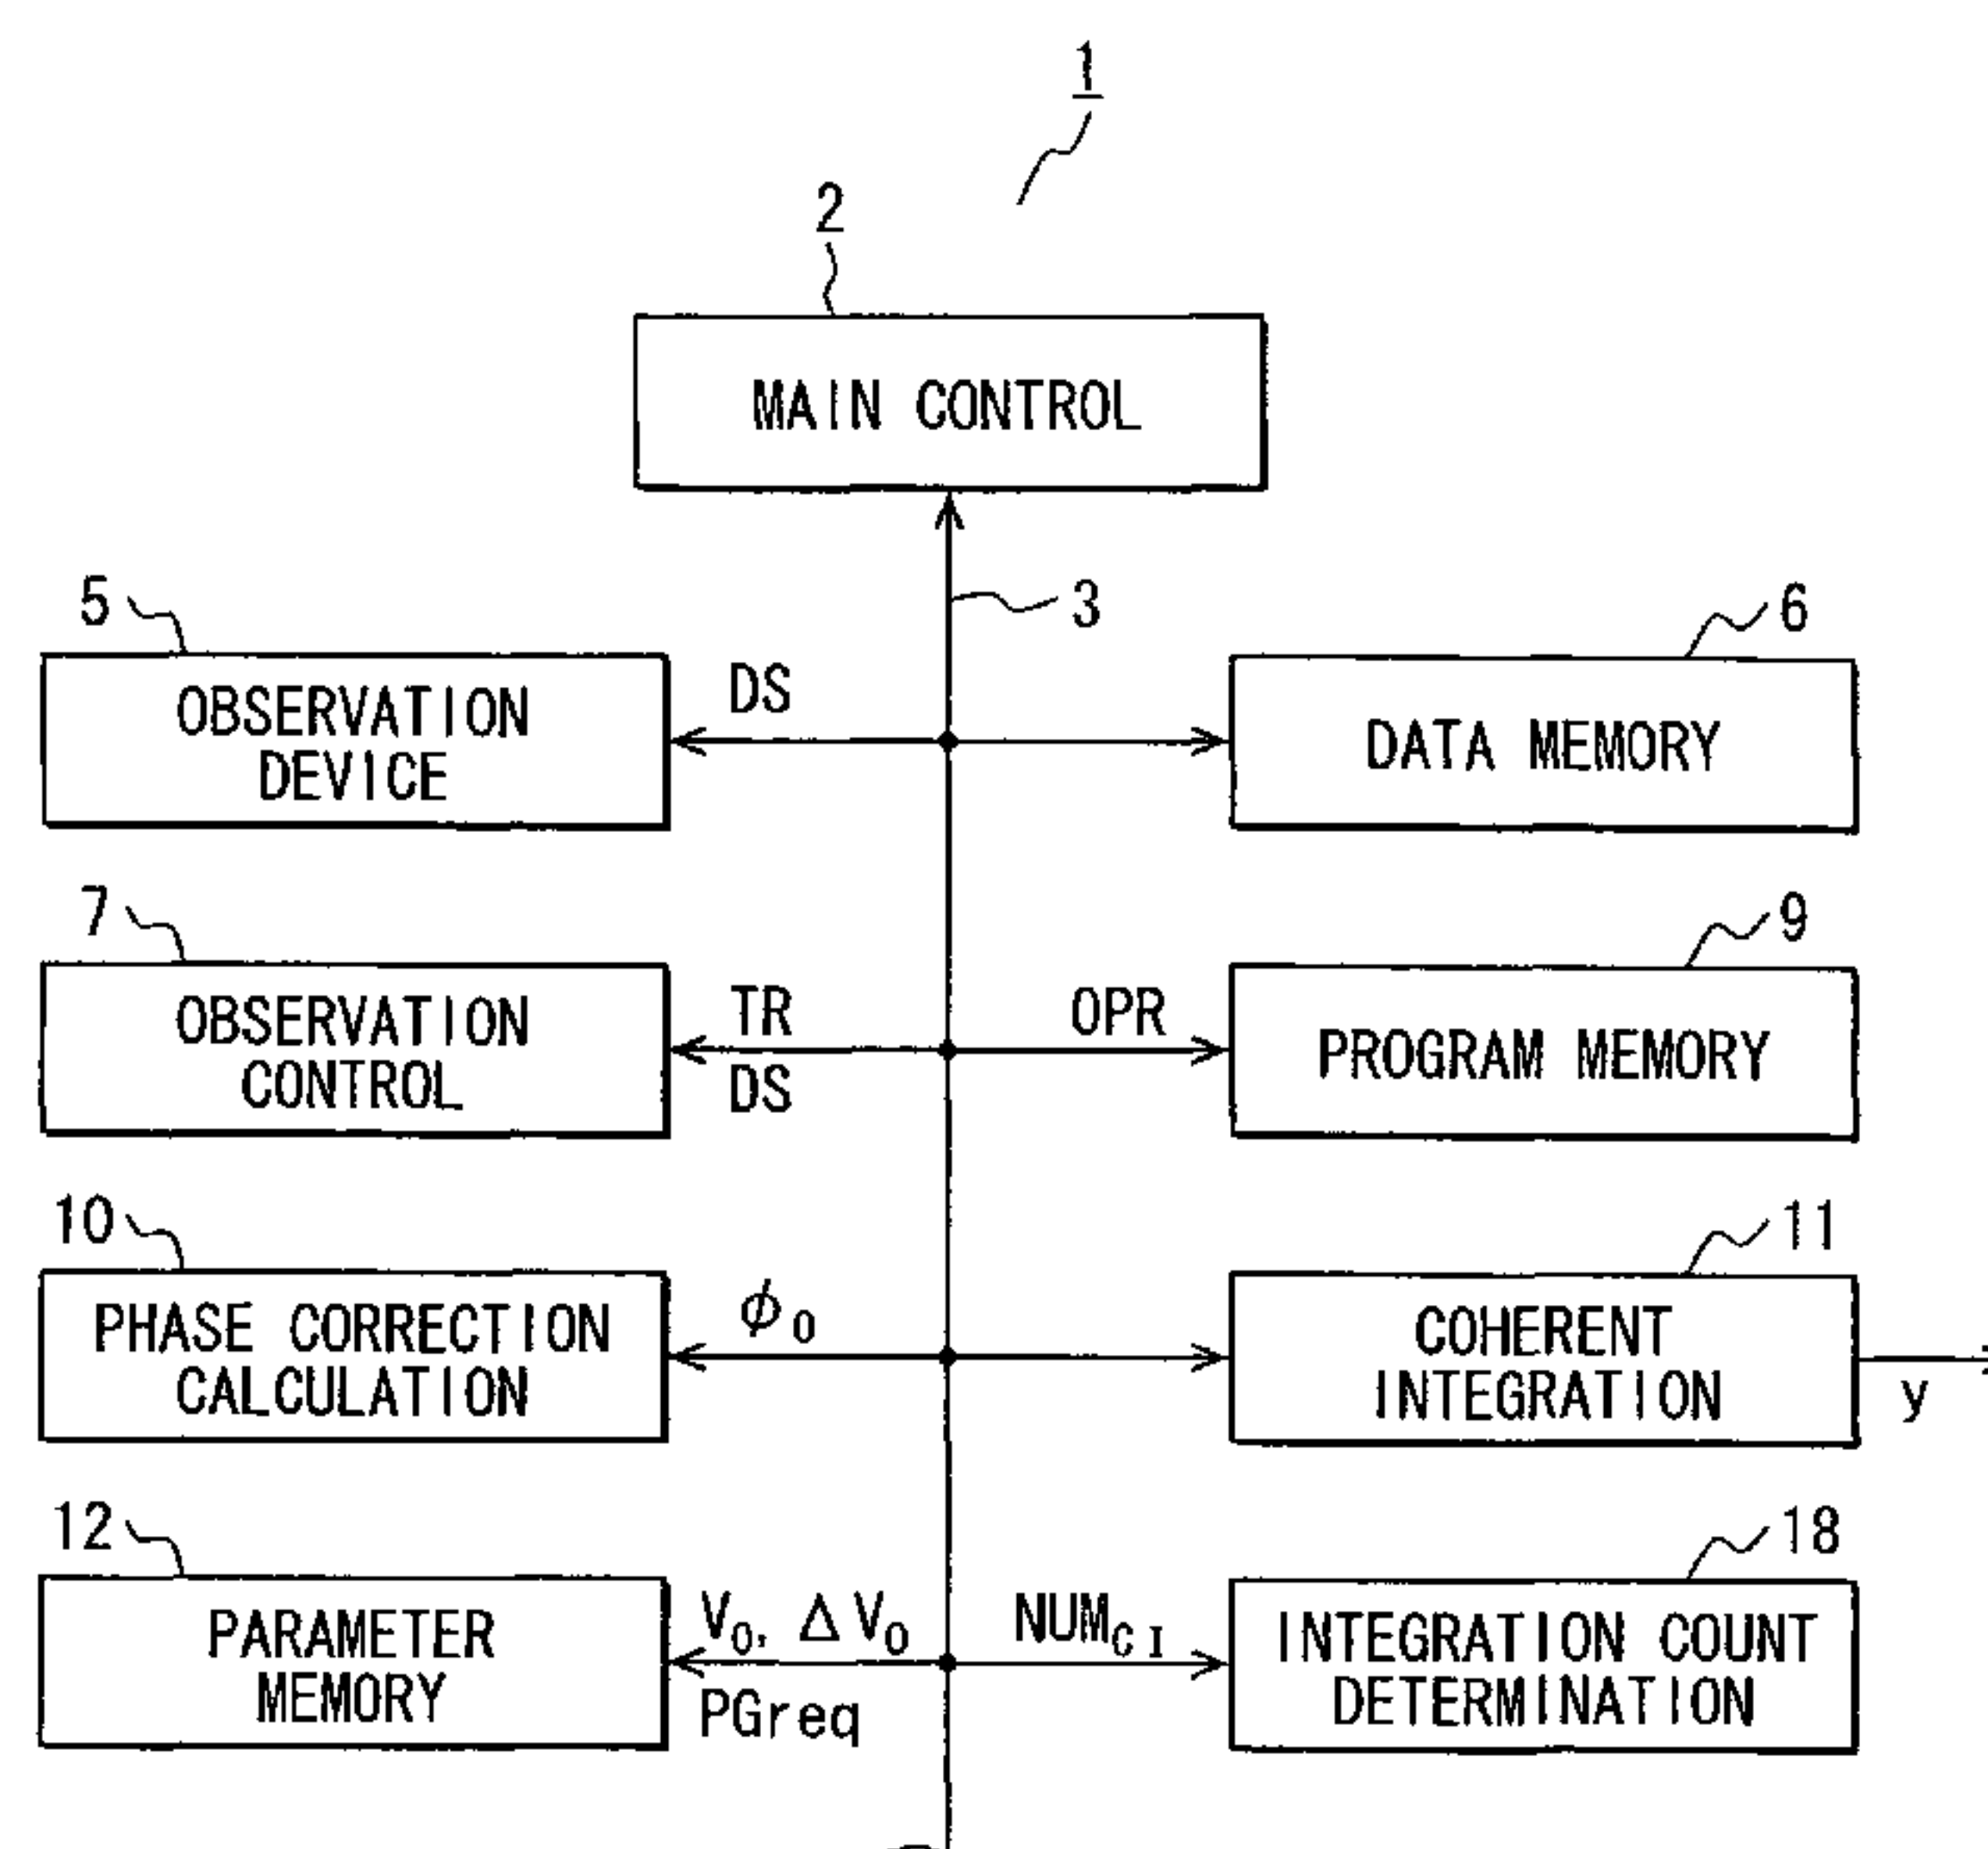 1
2
MAIN CONTROL
3
5
OBSERVATION
DEVICE
DS
6
DATA MEMORY
7
OBSERVATION
CONTROL
TR
DS
OPR
9
PROGRAM MEMORY
10
PHASE CORRECTION
CALCULATION
ϕ0
11
COHERENT
INTEGRATION
y
12
PARAMETER
MEMORY
V0, ΔV0
PGreq
NUMCI
18
INTEGRATION COUNT
DETERMINATION